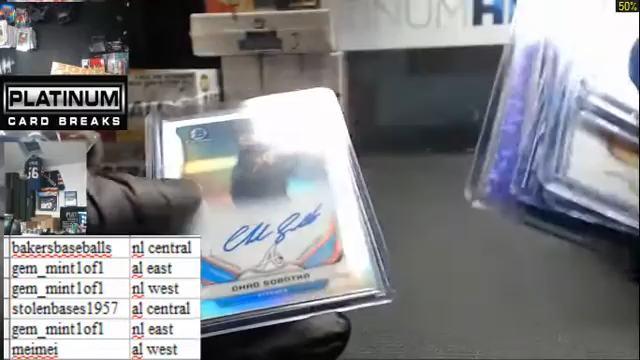 50%
NUM
PLATINUM
CARD BREAKS
bakersbaseballs nl central
gem_mint1of1 al east
gem_mint1of1 nl west
stolenbases1957 al central
gem_mint1of1 nl east
meimei al west
CHAD SOBOTKA